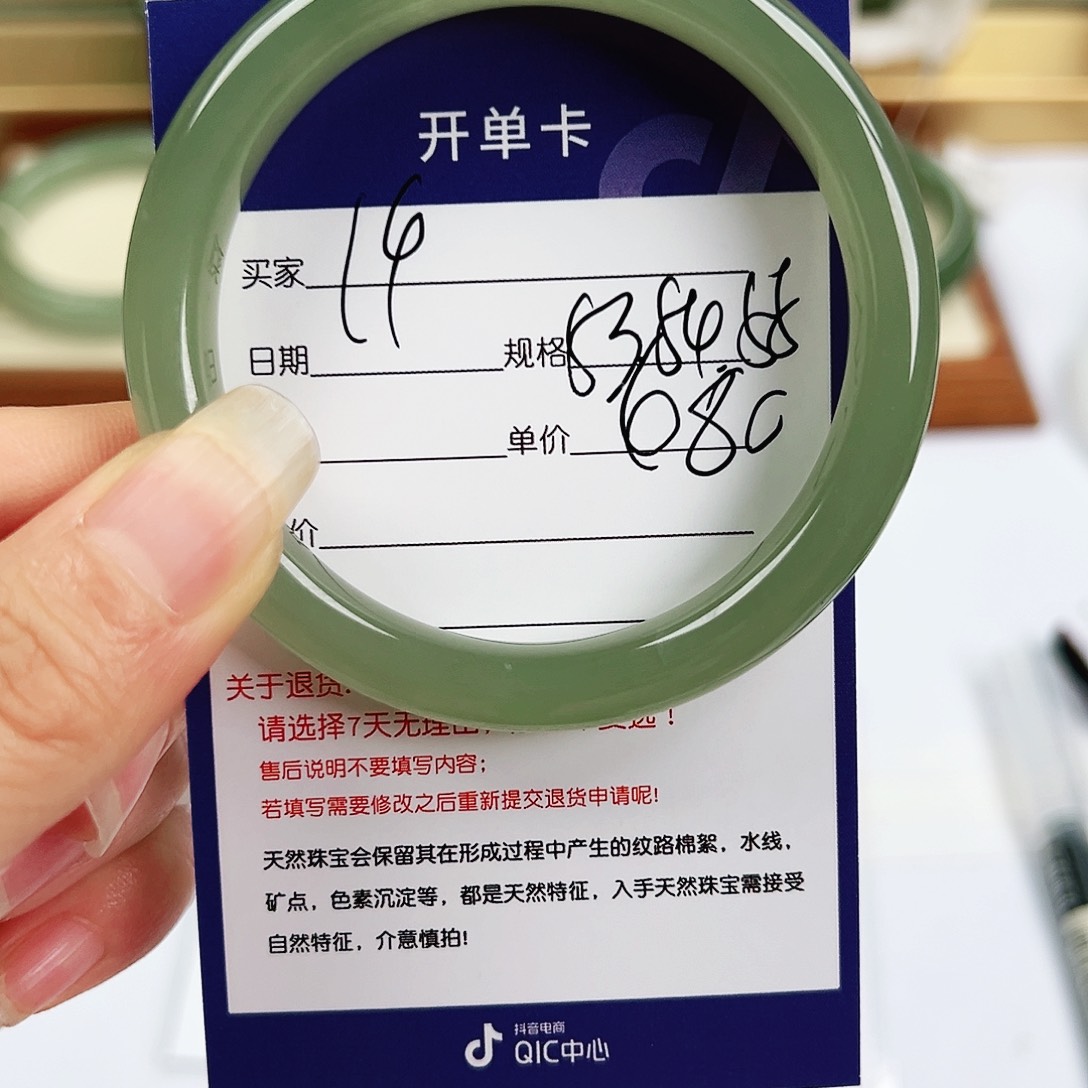 开单卡
买家 14
日期 规格 53,54.55
单价 680
价
关于退货:
请选择7天无理由
售后说明不要填写内容;
若填写需要修改之后重新提交退货申请呢!
天然珠宝会保留其在形成过程中产生的纹路棉絮，水线，
矿点，色素沉淀等，都是天然特征，入手天然珠宝需接受
自然特征，介意慎拍!
抖音电商
QIC中心